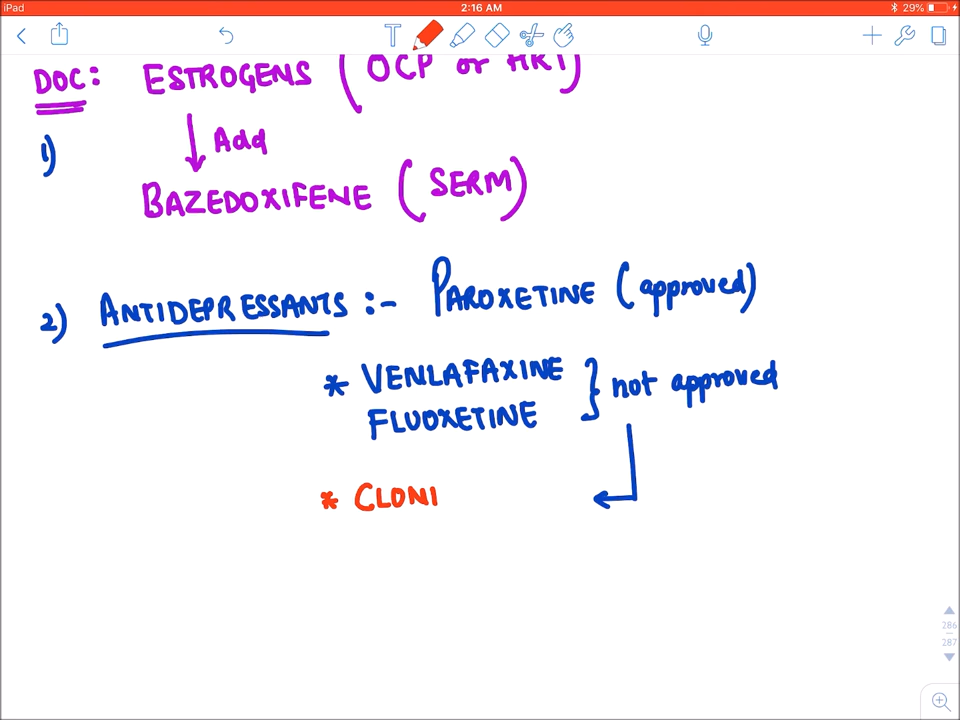 iPad
2:16 AM
29%
DOC: ESTROGENS (OCP or HRT)
1)
Add
BAZEDOXIFENE (SERM)
2) ANTIDEPRESSANTS :- PAROXETINE (approved)
* VENLAFAXINE
FLUOXETINE } not approved
* CLONI
286
287